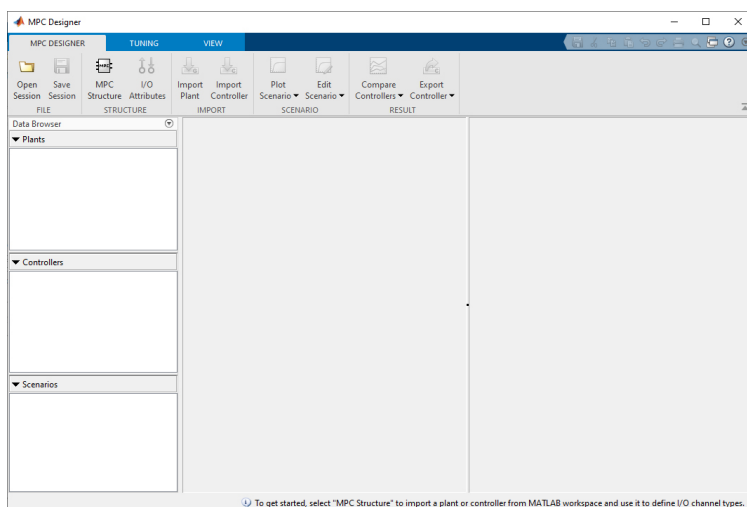 MPC Designer
MPC DESIGNER TUNING VIEW
Open Session
Save Session
MPC Structure
I/O Attributes
Import Plant
Import Controller
Plot Scenario
Edit Scenario
Compare Controllers
Export Controller
FILE STRUCTURE IMPORT SCENARIO RESULT
Data Browser
Plants
Controllers
Scenarios
To get started, select "MPC Structure" to import a plant or controller from MATLAB workspace and use it to define I/O channel types.